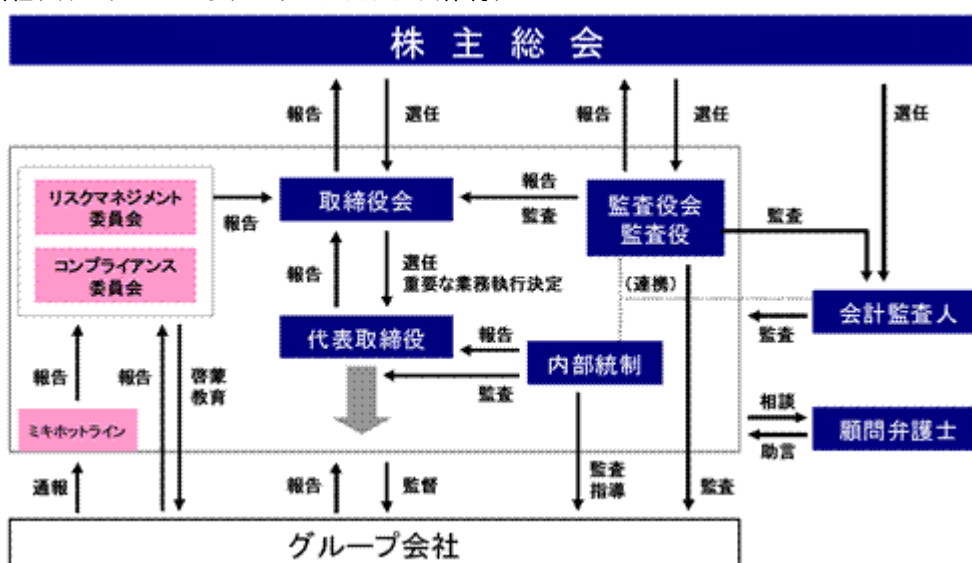 株主総会
報告
選任
報告
選任
選任
リスクマネジメント
委員会
コンプライアンス
委員会
報告
取締役会
報告
監査
監査役会
監査役
監査
報告
選任
重要な業務執行決定
(連携)
会計監査人
監査
代表取締役
報告
監査
内部統制
報告
報告
啓蒙
教育
ミキホットライン
相談
助言
顧問弁護士
通報
報告
監督
監査
指導
監査
グループ会社